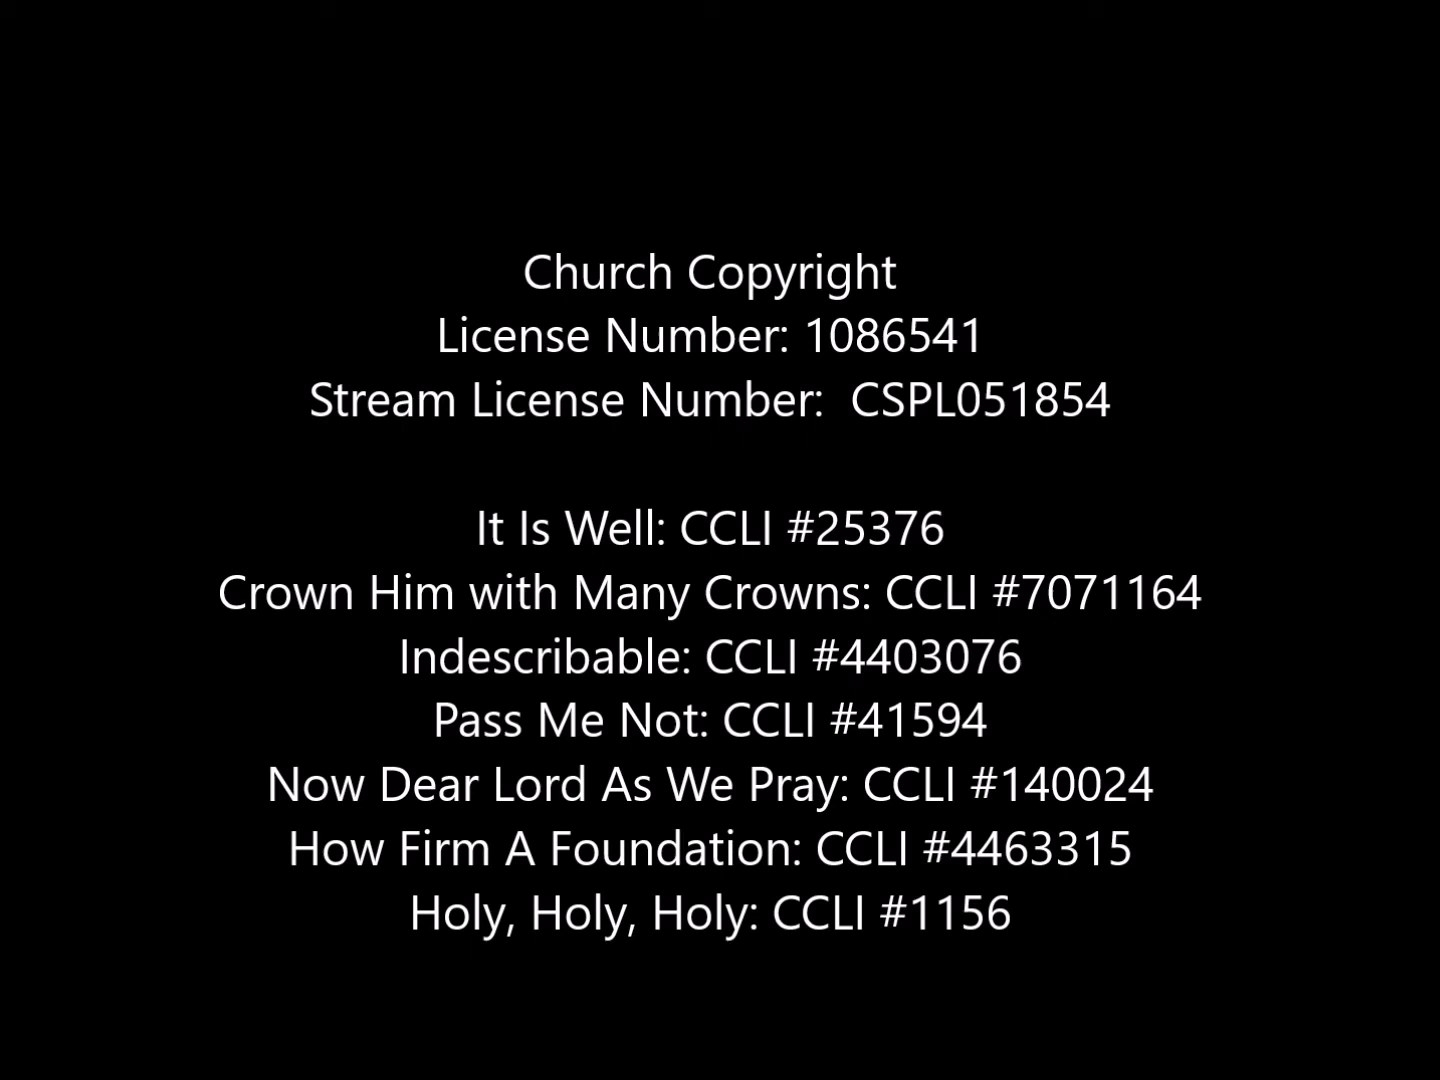 Church Copyright
License Number: 1086541
Stream License Number:  CSPL051854
It Is Well: CCLI #25376
Crown Him with Many Crowns: CCLI #7071164
Indescribable: CCLI #4403076
Pass Me Not: CCLI #41594
Now Dear Lord As We Pray: CCLI #140024
How Firm A Foundation: CCLI #4463315
Holy, Holy, Holy: CCLI #1156